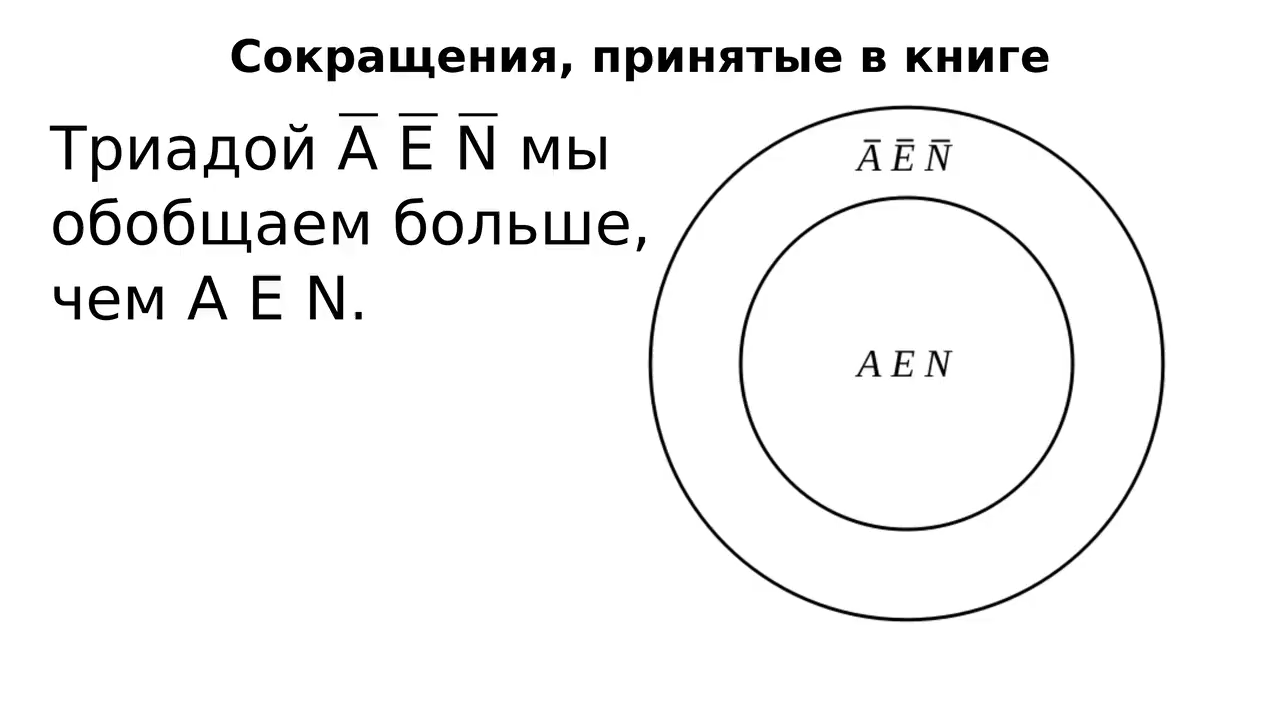 Сокращения, принятые в книге
Триадой A̅ E̅ N̅ мы
обобщаем больше,
чем A E N.
A̅ E̅ N̅
A E N